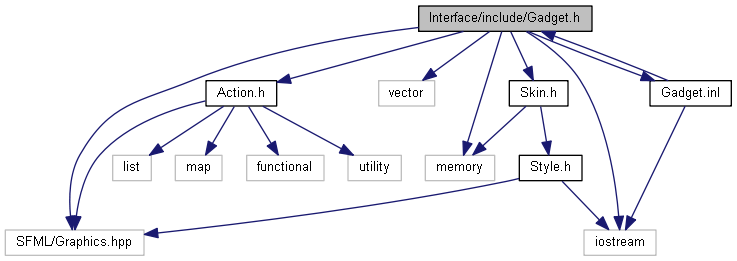 Interface/include/Gadget.h
Action.h
vector
Skin.h
Gadget.inl
list
map
functional
utility
memory
Style.h
SFML/Graphics.hpp
iostream